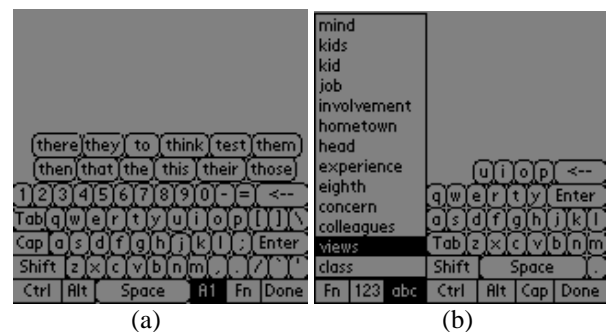 there they to think test them
then that the this their those
1 2 3 4 5 6 7 8 9 0 - = <--
Tab q w e r t y u i o p [ ] \
Cap a s d f g h j k l ; Enter
Shift z x c v b n m , . / ` '
Ctrl Alt Space A1 Fn Done
(a)
mind
kids
kid
job
involvement
hometown
head
experience
eighth
concern
colleagues
views
class
u i o p <--
q w e r t y Enter
a s d f g h j k l
Tab z x c v b n m
Shift Space .
Fn 123 abc Ctrl Alt Cap Done
(b)